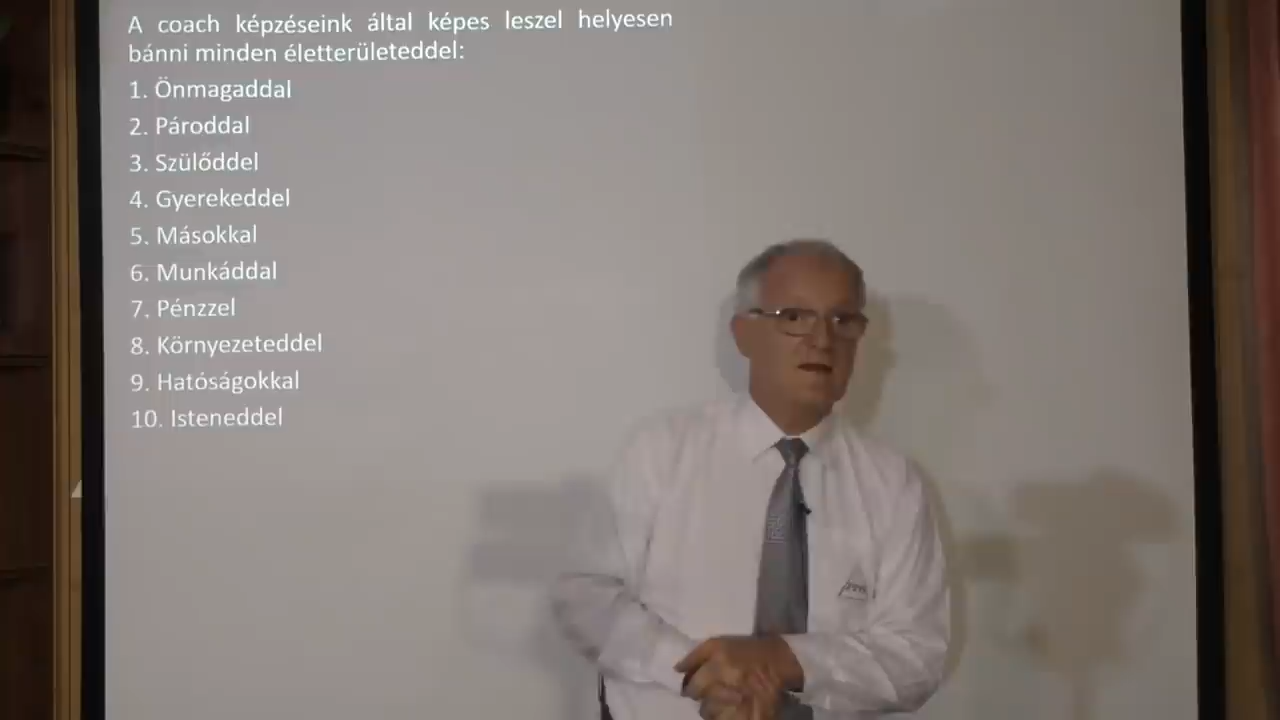 A coach képzéseink által képes leszel helyesen
bánni minden életterületeddel:
1. Önmagaddal
2. Pároddal
3. Szülőddel
4. Gyerekeddel
5. Másokkal
6. Munkáddal
7. Pénzzel
8. Környezeteddel
9. Hatóságokkal
10. Isteneddel